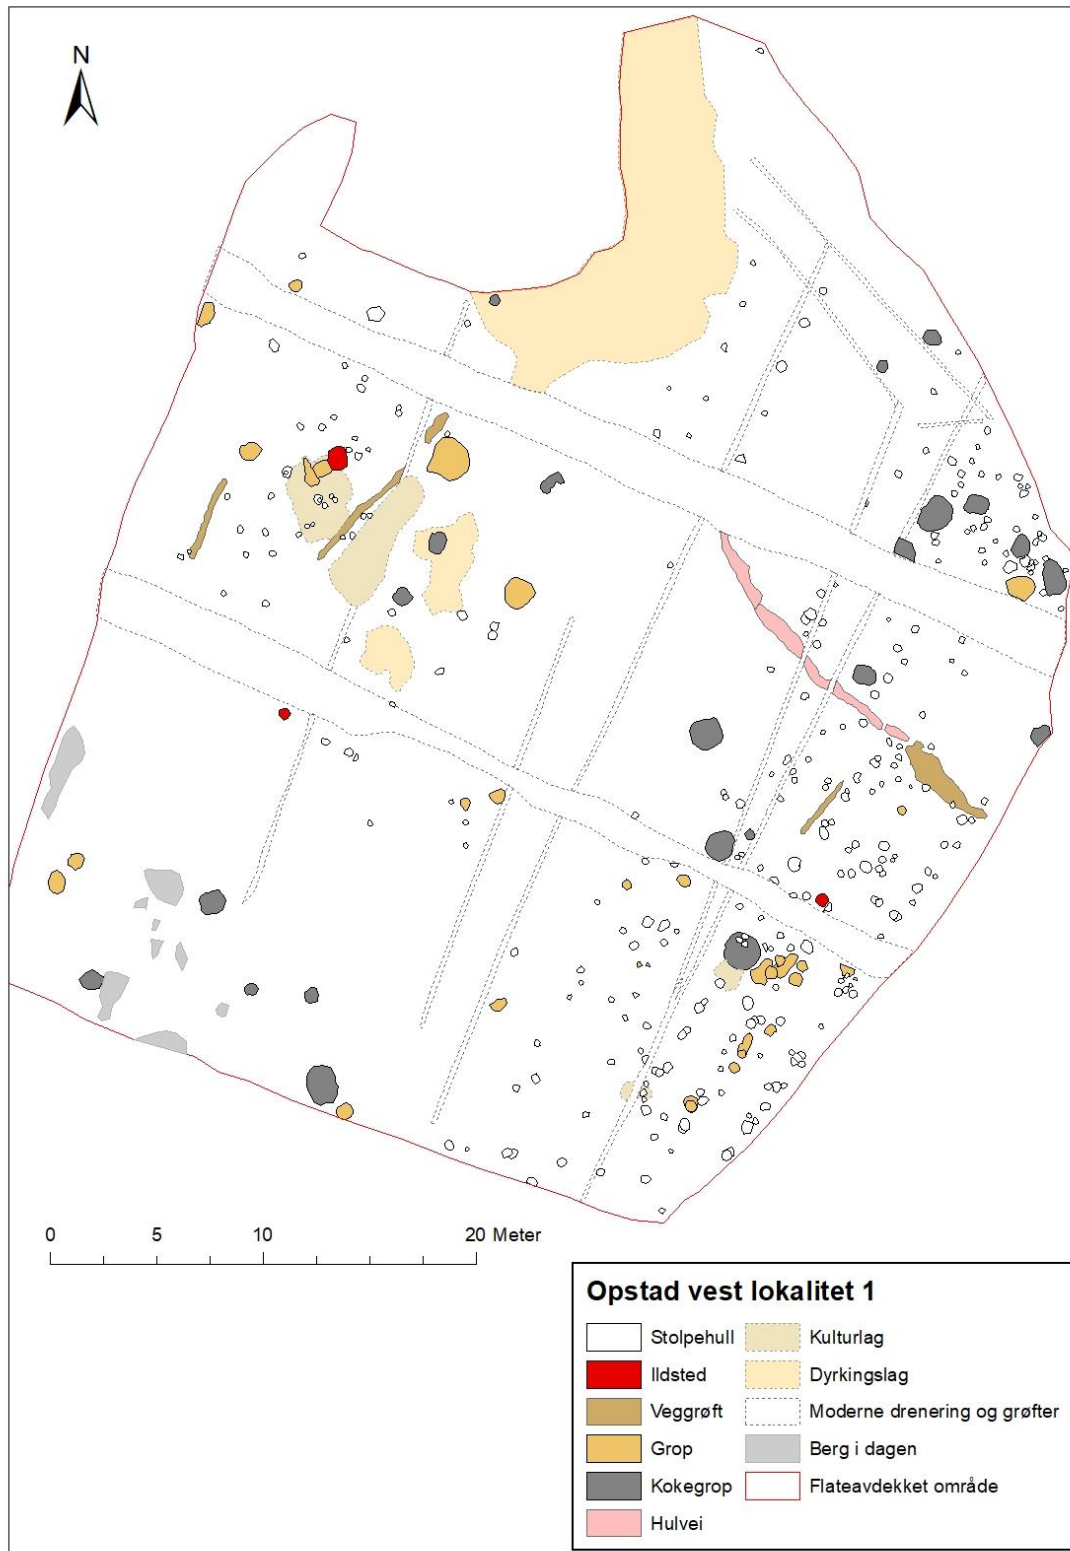 N
0 5 10 20 Meter
Opstad vest lokalitet 1
Stolpehull
Ildsted
Veggrøft
Grop
Kokegrop
Hulvei
Kulturlag
Dyrkingslag
Moderne drenering og grøfter
Berg i dagen
Flateavdekket område